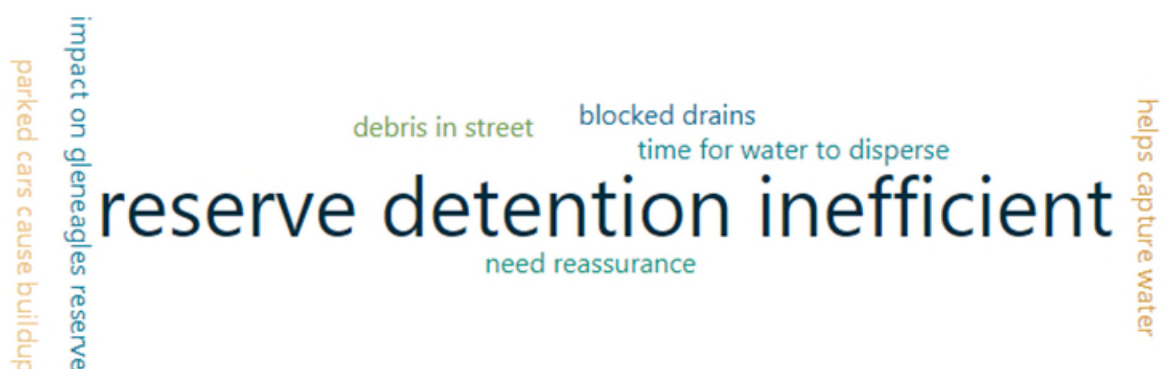 parked cars cause buildup
impact on gleneagles reserve
debris in street
blocked drains
time for water to disperse
reserve detention inefficient
need reassurance
helps capture water